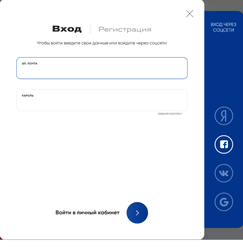 Вход
Регистрация
Чтобы войти введите свои данные или войдите через соцсети
ЭЛ. ПОЧТА
ПАРОЛЬ
Войти в личный кабинет
ВХОД ЧЕРЕЗ
СОЦСЕТИ